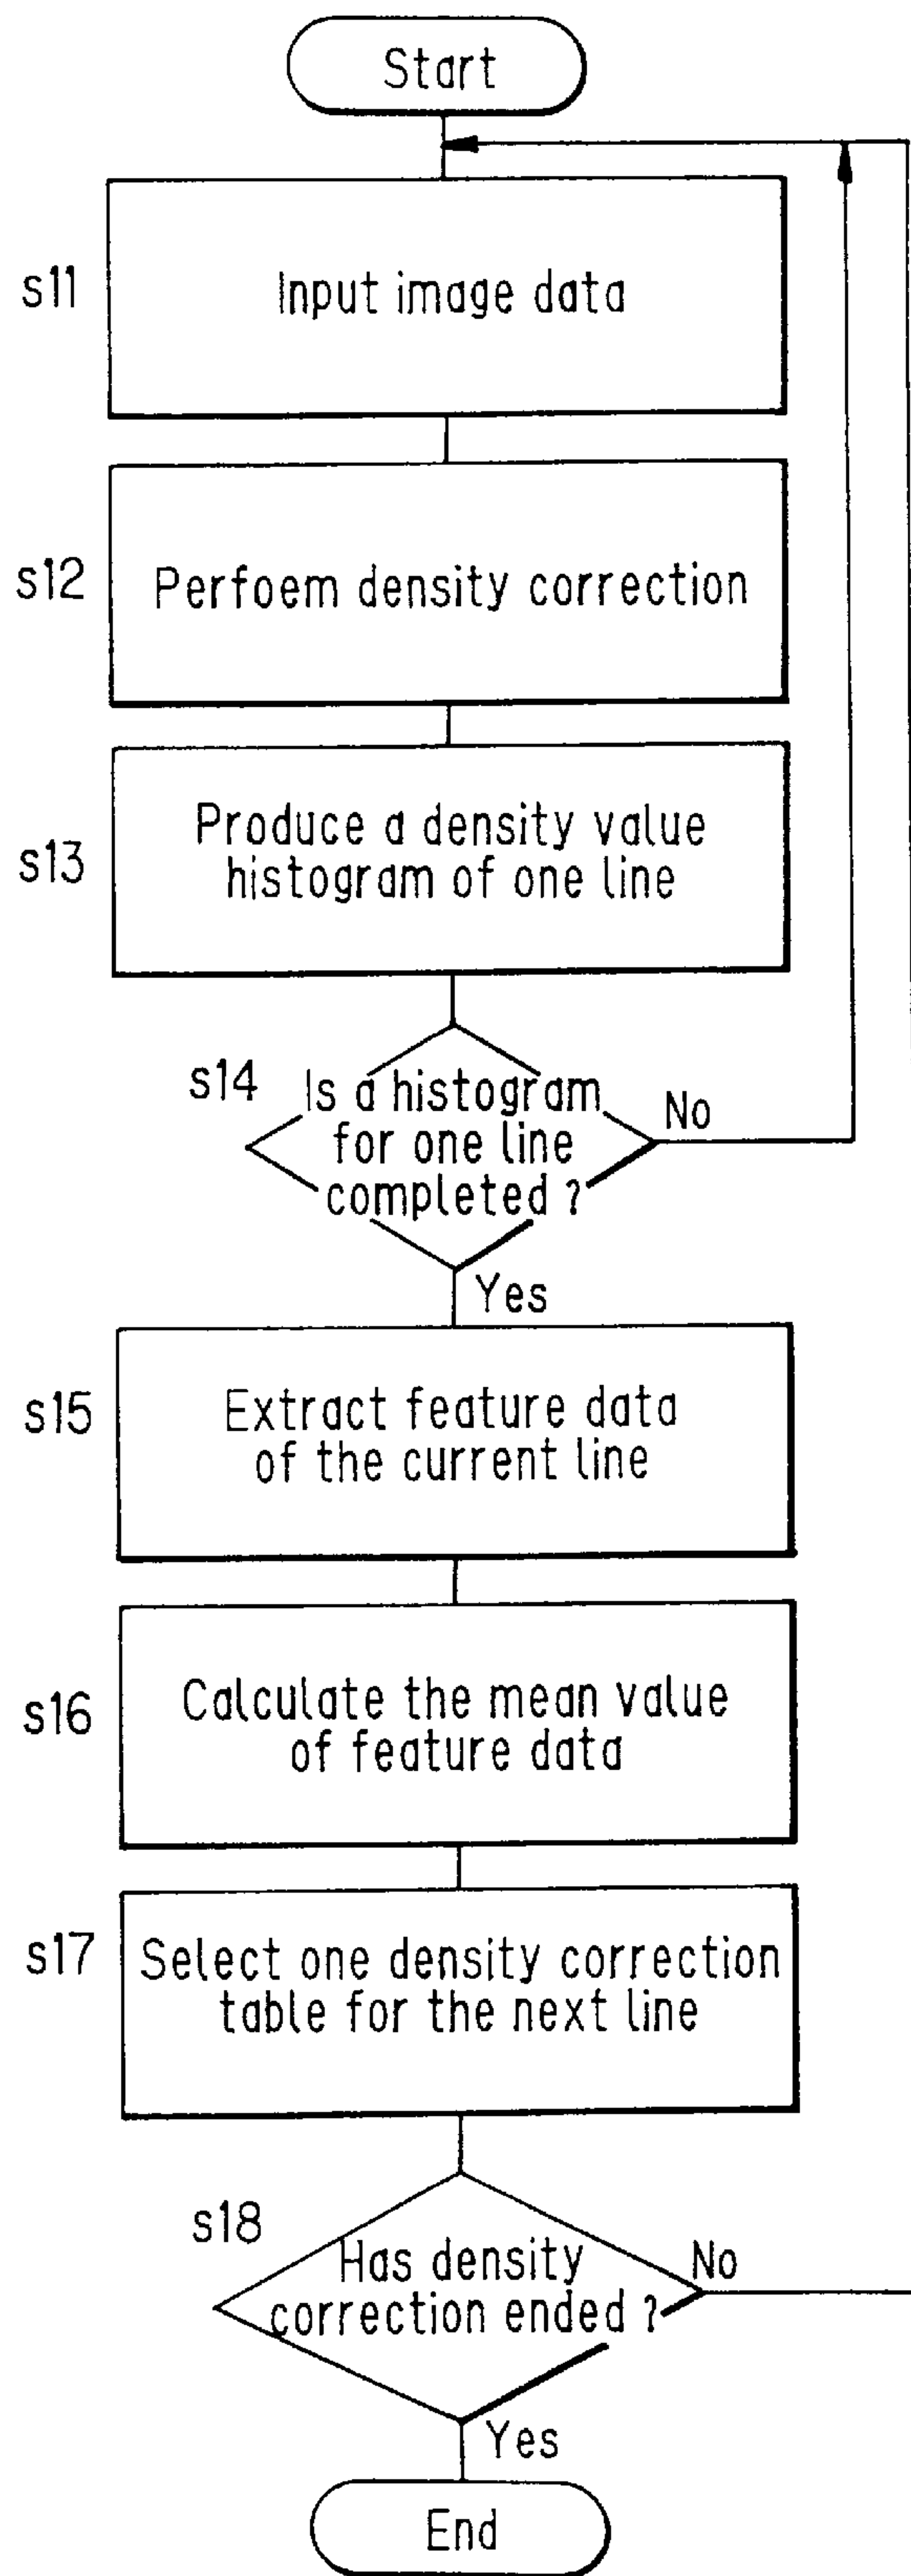 Start
s11
Input image data
s12
Perfoem density correction
s13
Produce a density value
histogram of one line
s14
Is a histogram
for one line
completed ?
No
Yes
s15
Extract feature data
of the current line
s16
Calculate the mean value
of feature data
s17
Select one density correction
table for the next line
s18
Has density
correction ended ?
No
Yes
End